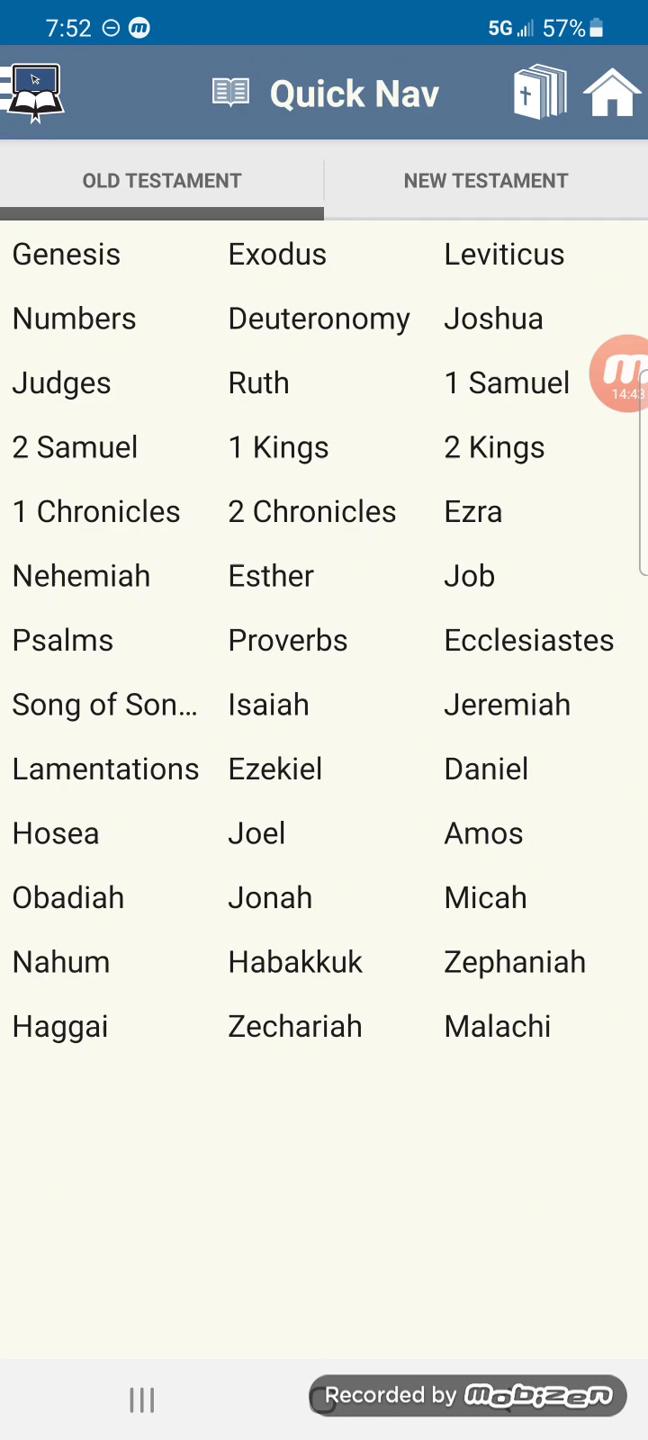 7:52 5G 57%
Quick Nav
OLD TESTAMENT NEW TESTAMENT
Genesis Exodus Leviticus
Numbers Deuteronomy Joshua
Judges Ruth 1 Samuel
14:43
2 Samuel 1 Kings 2 Kings
1 Chronicles 2 Chronicles Ezra
Nehemiah Esther Job
Psalms Proverbs Ecclesiastes
Song of Son... Isaiah Jeremiah
Lamentations Ezekiel Daniel
Hosea Joel Amos
Obadiah Jonah Micah
Nahum Habakkuk Zephaniah
Haggai Zechariah Malachi
Recorded by mobizen